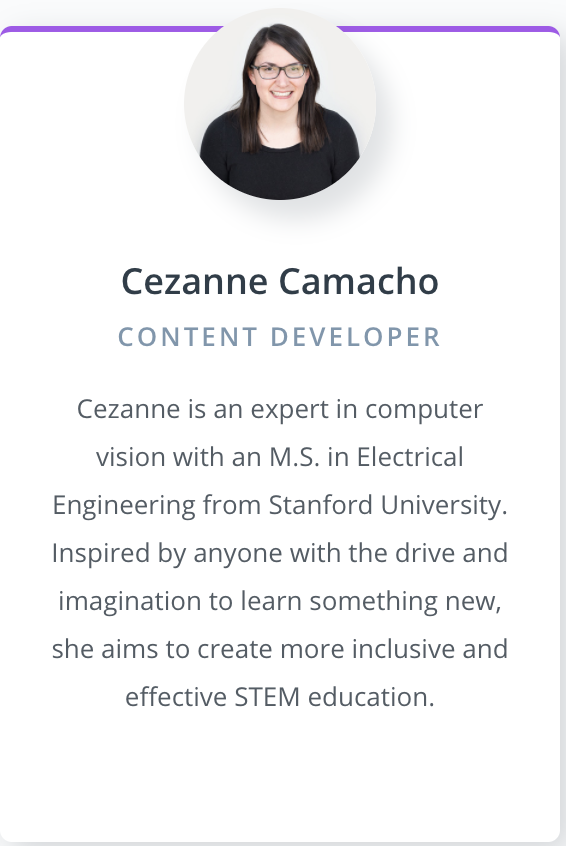 Cezanne Camacho
CONTENT DEVELOPER
Cezanne is an expert in computer
vision with an M.S. in Electrical
Engineering from Stanford University.
Inspired by anyone with the drive and
imagination to learn something new,
she aims to create more inclusive and
effective STEM education.